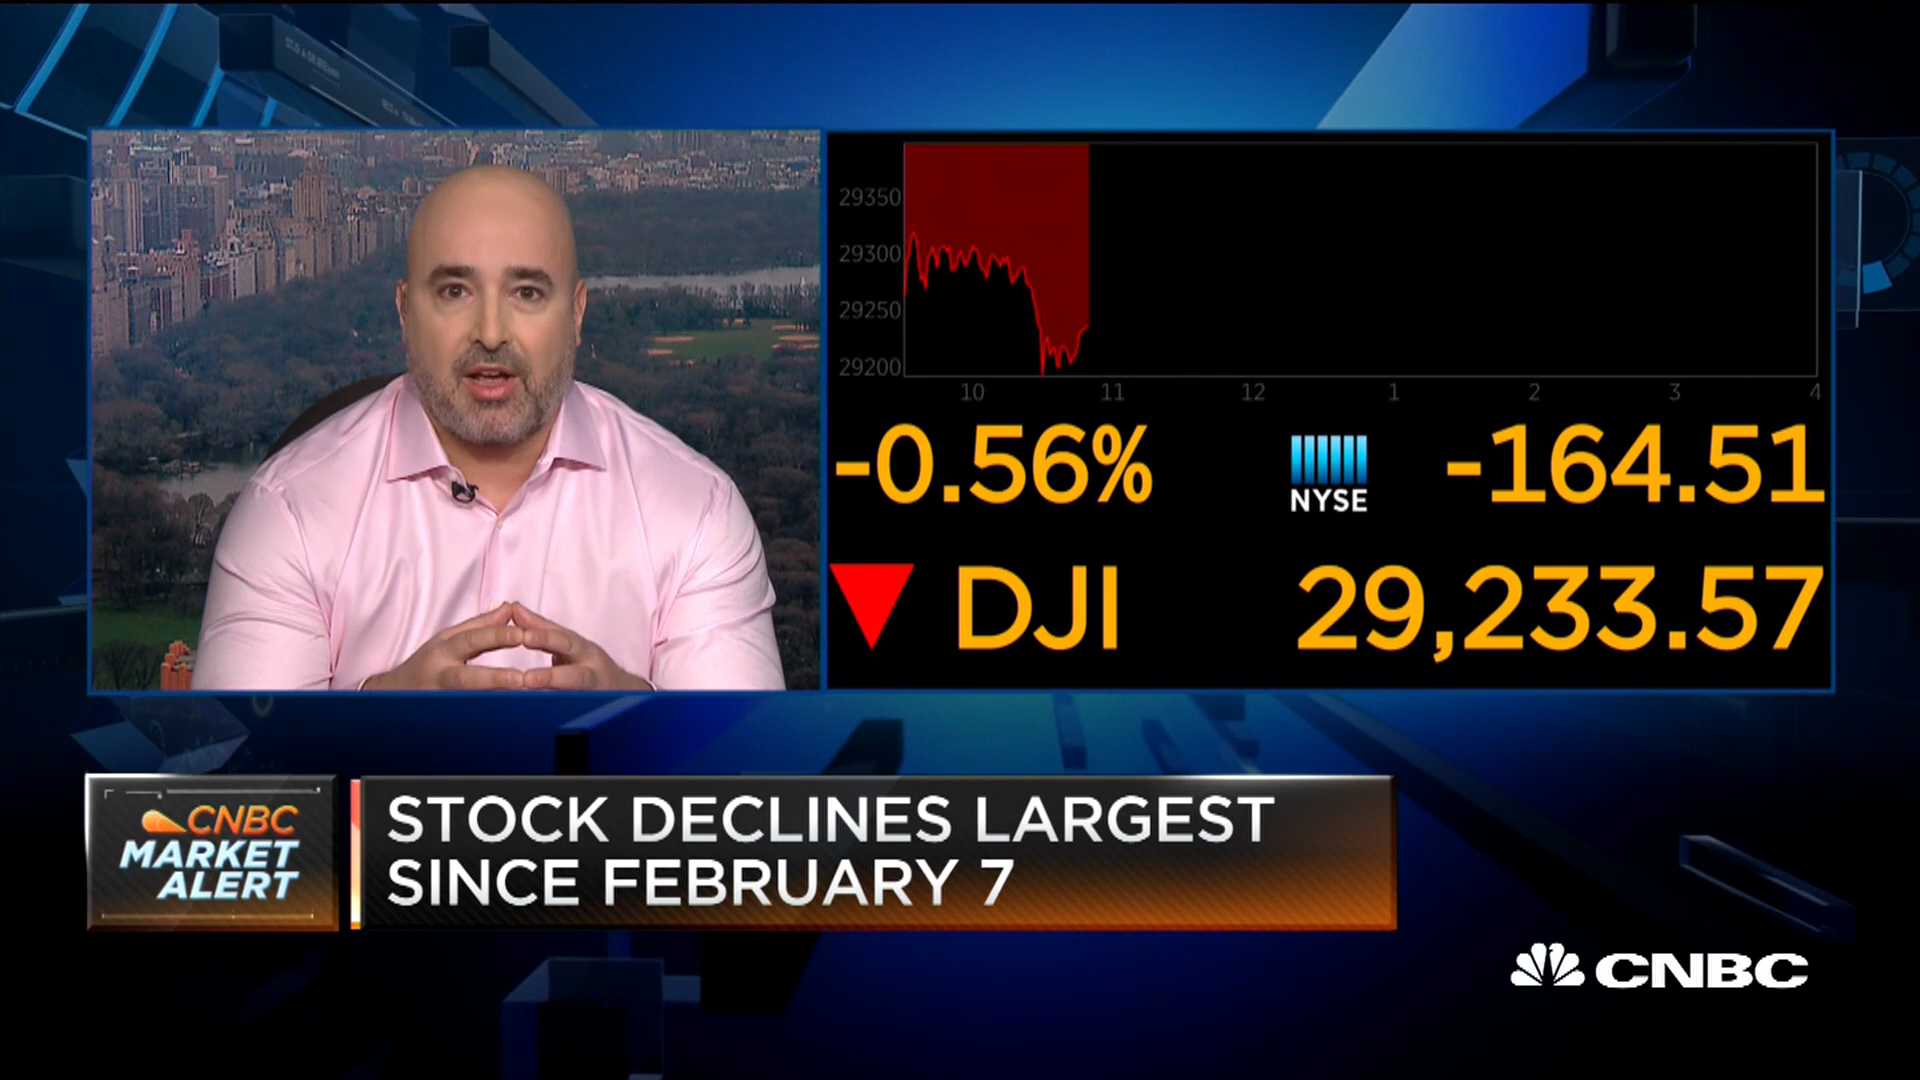 29350
29300
29250
29200
10 11 12 1 2 3 4
-0.56% NYSE -164.51
DJI 29,233.57
CNBC
MARKET
ALERT
STOCK DECLINES LARGEST
SINCE FEBRUARY 7
CNBC